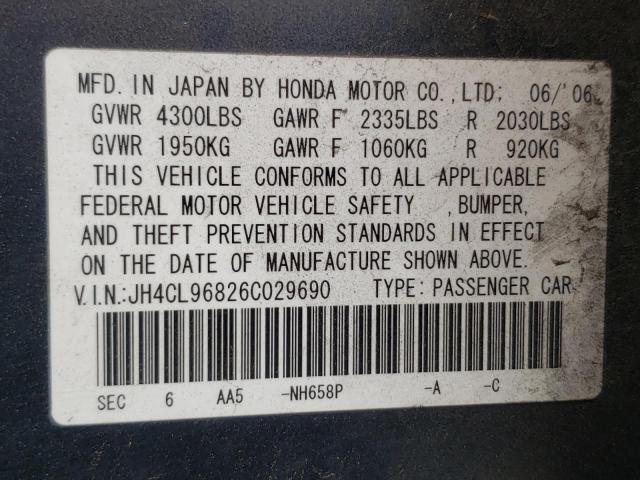 MFD. IN JAPAN BY HONDA MOTOR CO.,LTD; 06/'06
GVWR 4300LBS GAWR F 2335LBS R 2030LBS
GVWR 1950KG GAWR F 1060KG R 920KG
THIS VEHICLE CONFORMS TO ALL APPLICABLE
FEDERAL MOTOR VEHICLE SAFETY , BUMPER,
AND THEFT PREVENTION STANDARDS IN EFFECT
ON THE DATE OF MANUFACTURE SHOWN ABOVE.
V.I.N.:JH4CL96826C029690 TYPE: PASSENGER CAR
SEC 6 AA5 -NH658P -A -C